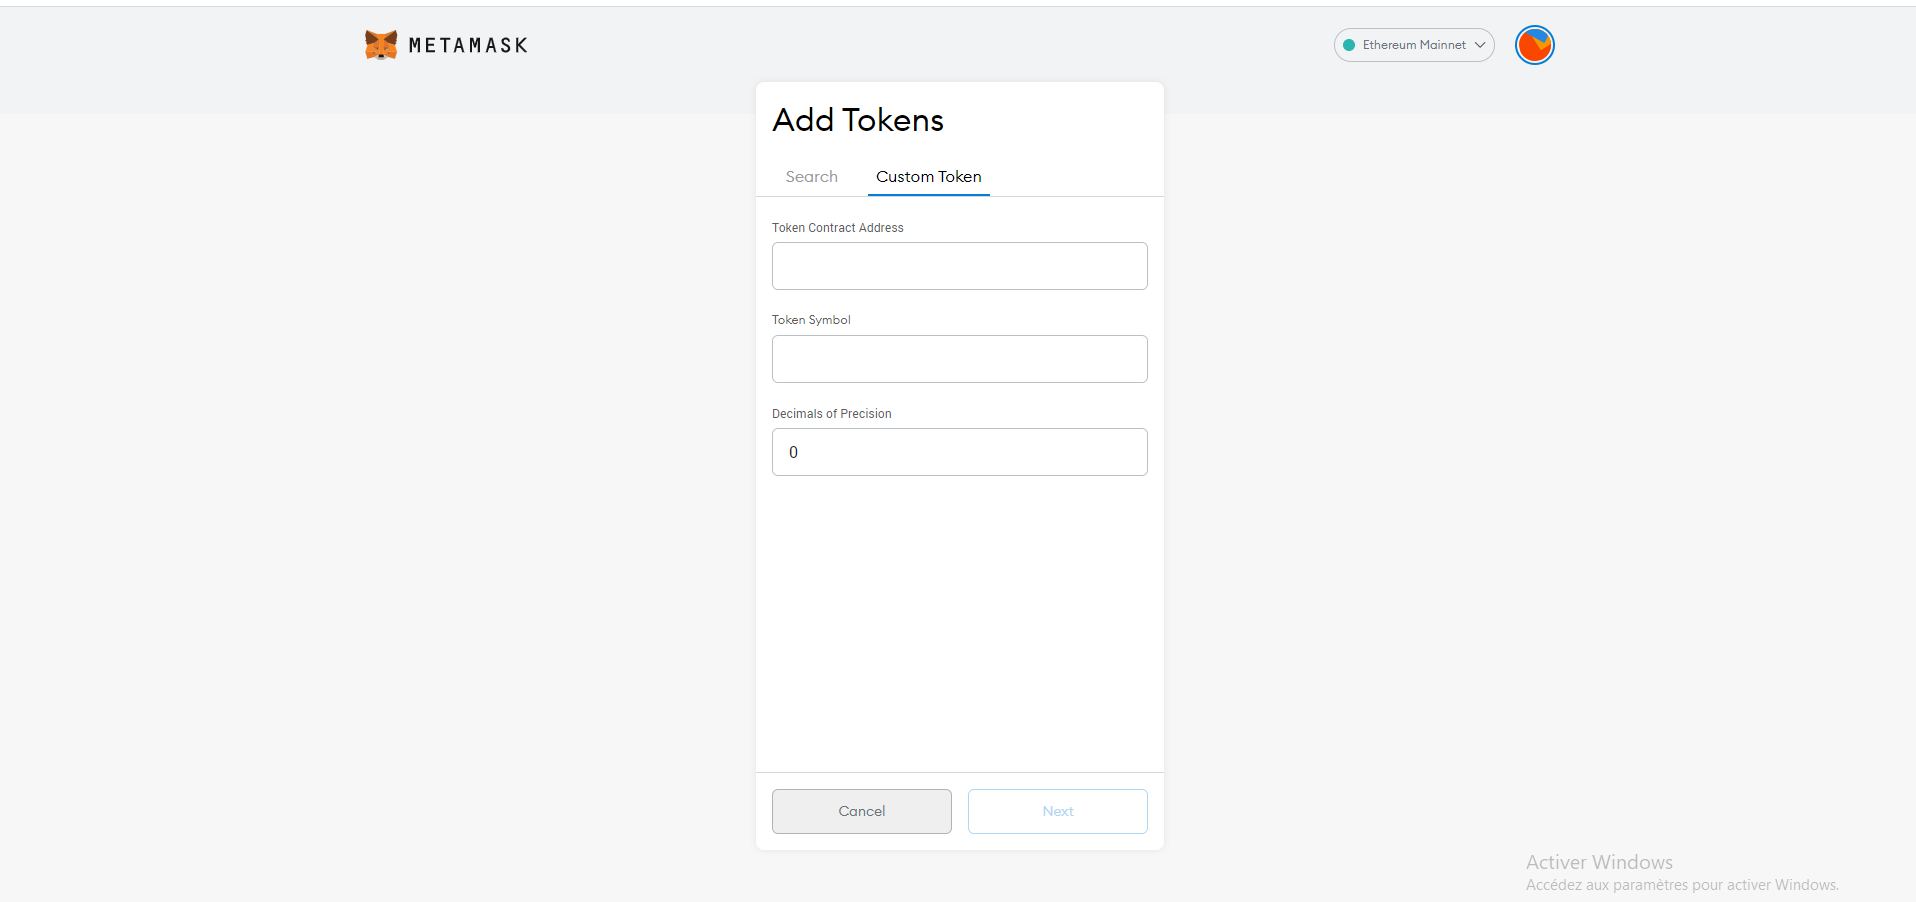 METAMASK
Ethereum Mainnet
Add Tokens
Search
Custom Token
Token Contract Address
Token Symbol
Decimals of Precision
0
Cancel
Next
Activer Windows
Accédez aux paramètres pour activer Windows.